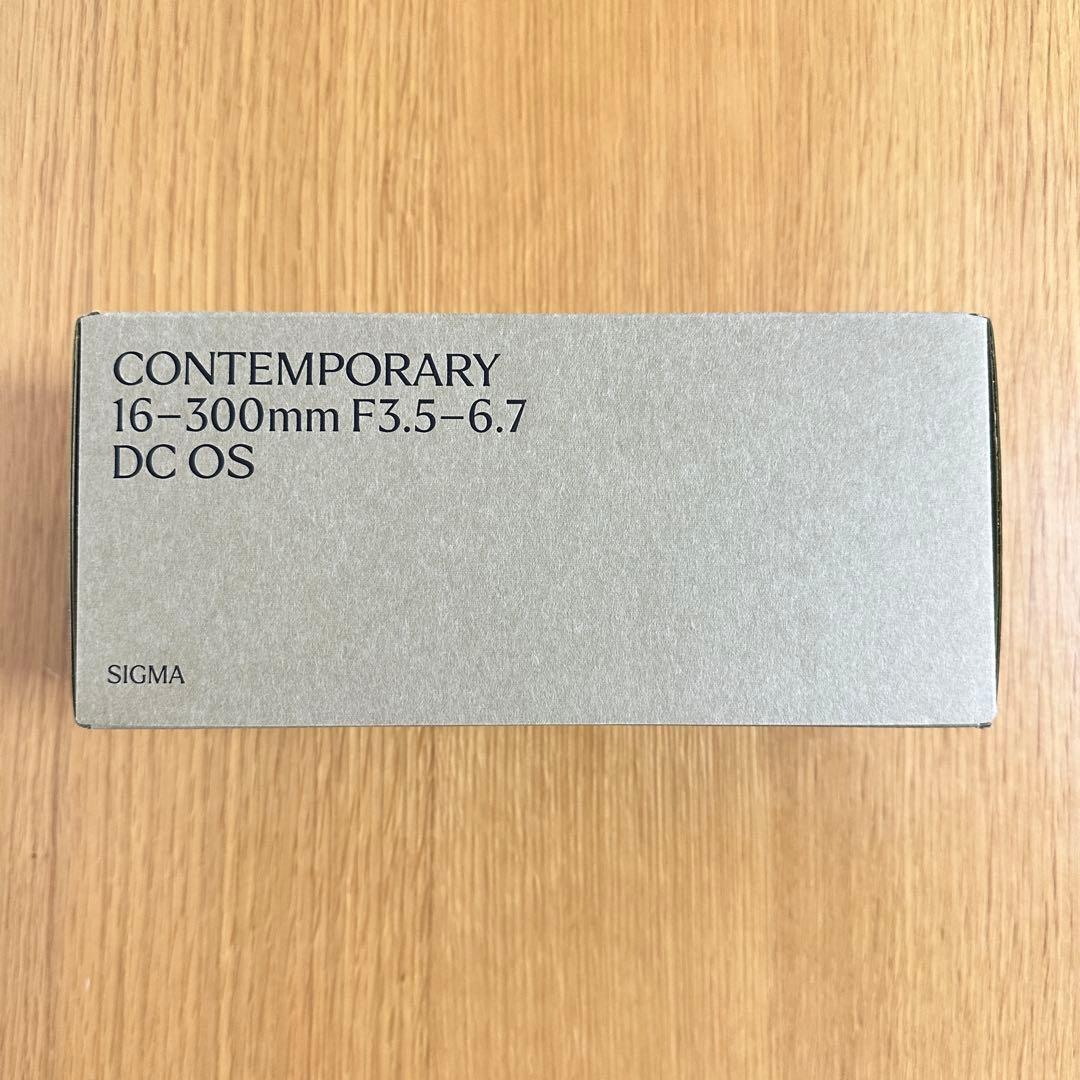 CONTEMPORARY
16–300mm F3.5–6.7
DC OS
SIGMA